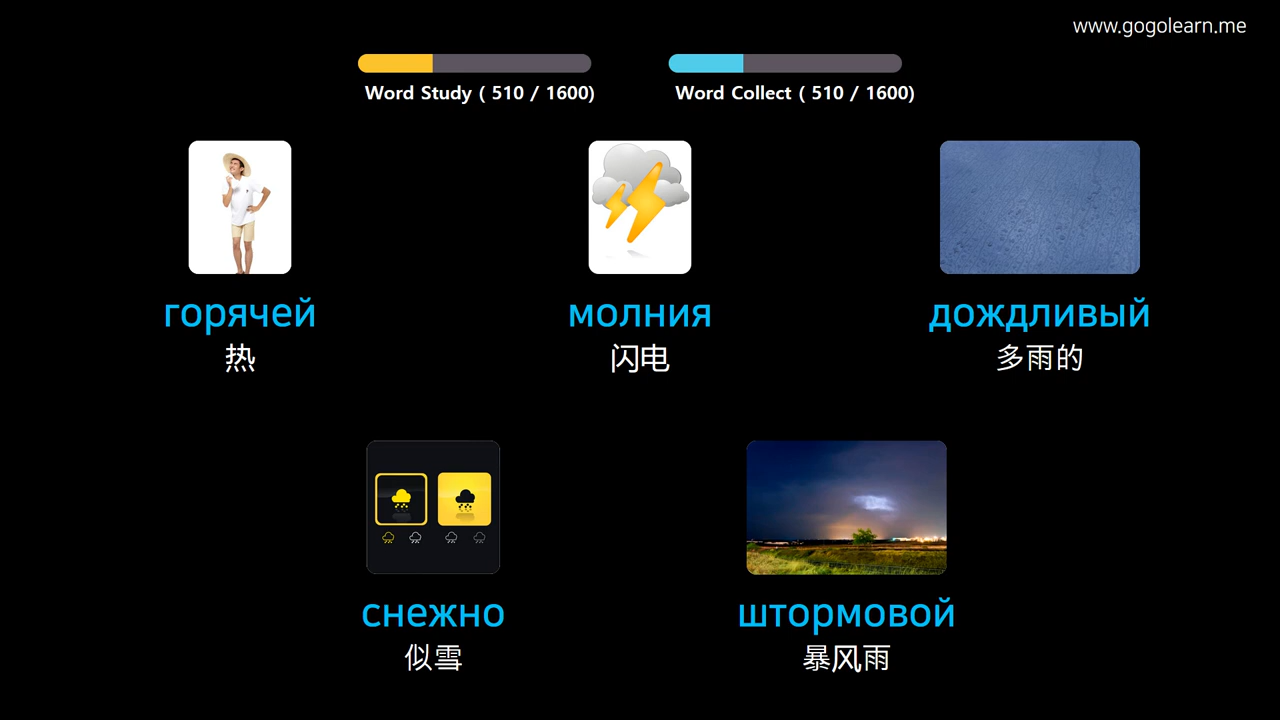 www.gogolearn.me
Word Study ( 510 / 1600)
Word Collect ( 510 / 1600)
горячей
热
молния
闪电
дождливый
多雨的
снежно
似雪
штормовой
暴风雨